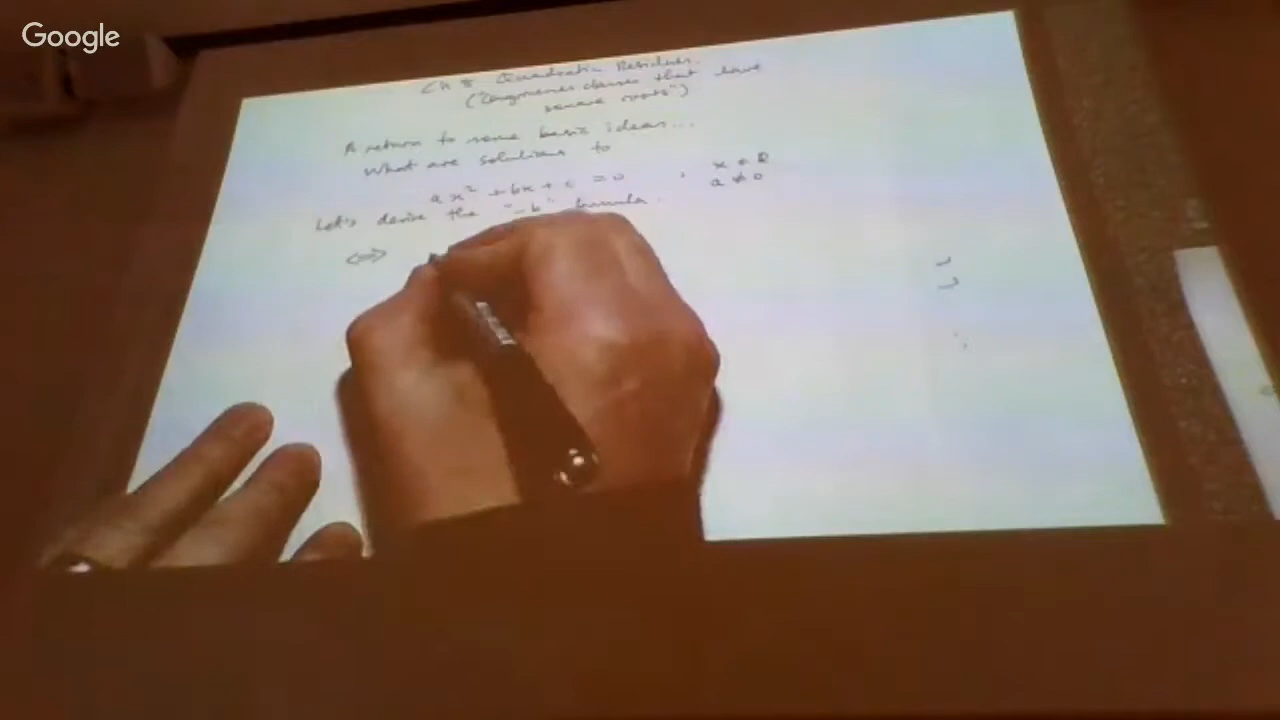 Google
Ch 8 Quadratic Residues.
("Congruence classes that have
square roots")
A return to some basic ideas...
What are solutions to
ax² + bx + c = 0 , x ∈ ℝ
a ≠ 0
Let's derive the "-b" formula.
⇔